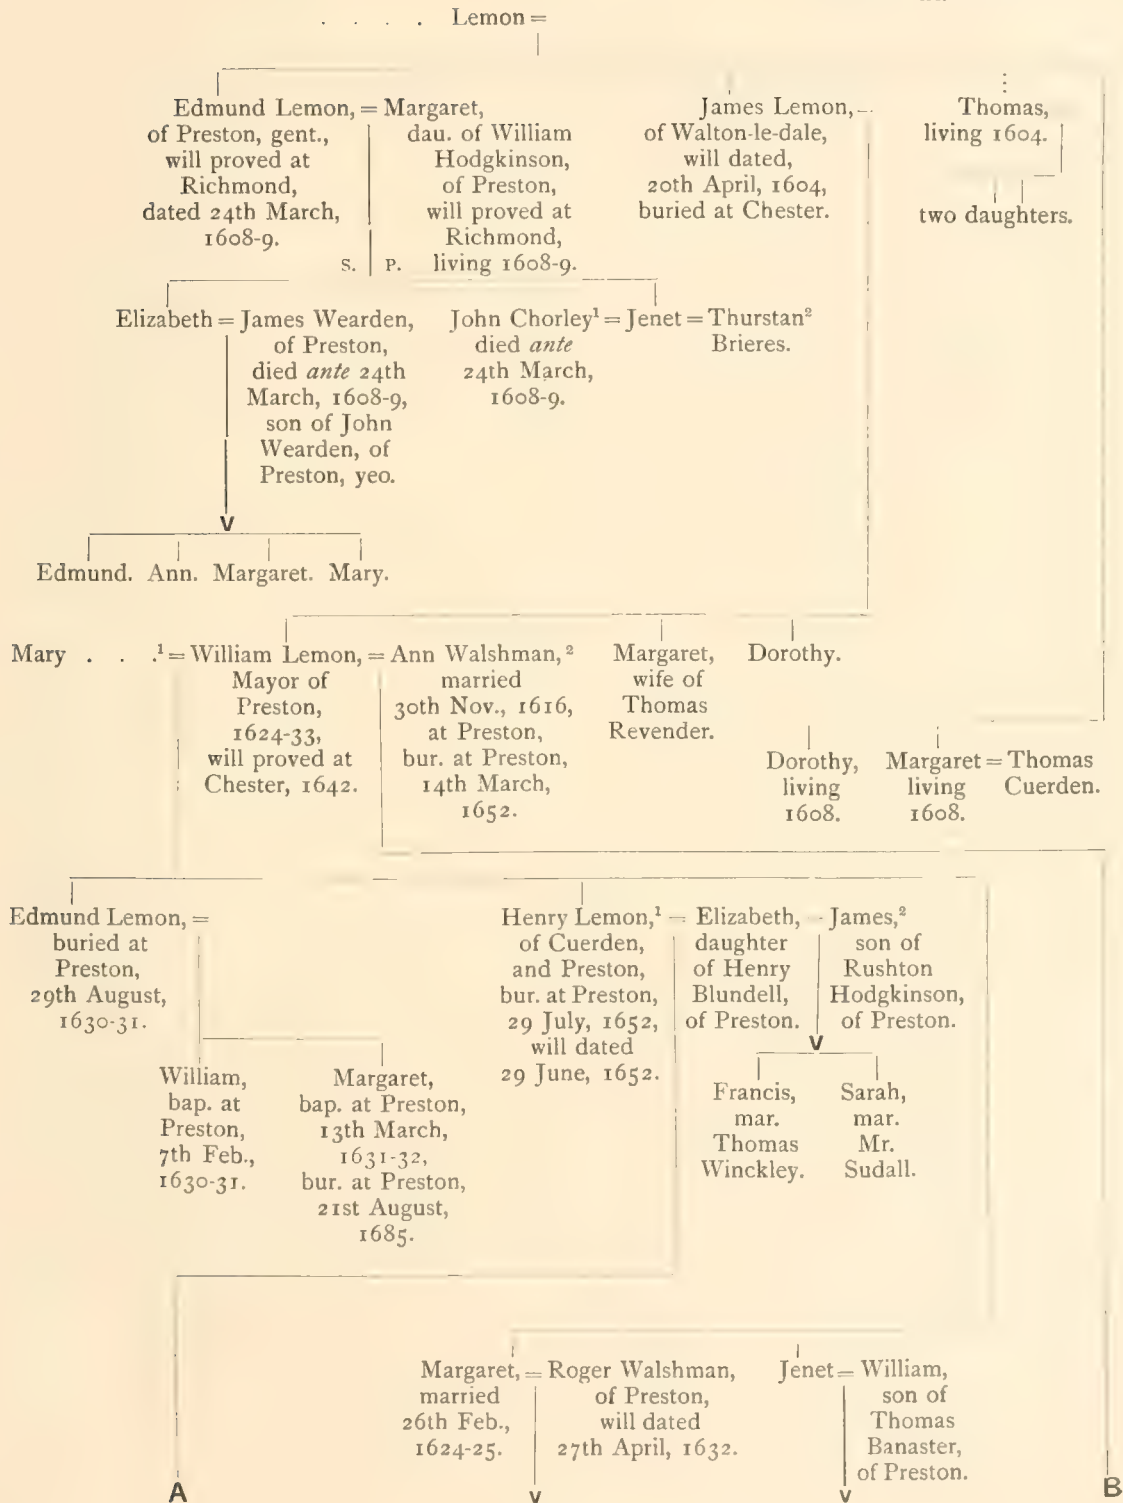 . . . . Lemon =
Edmund Lemon, = Margaret,
of Preston, gent.,
will proved at
Richmond,
dated 24th March,
1608-9.
dau. of William
Hodgkinson,
of Preston,
will proved at
Richmond,
living 1608-9.
S. P.
James Lemon,
of Walton-le-dale,
will dated,
20th April, 1604,
buried at Chester.
Thomas,
living 1604.
two daughters.
Elizabeth = James Wearden,
of Preston,
died ante 24th
March, 1608-9,
son of John
Wearden, of
Preston, yeo.
John Chorley¹ = Jenet = Thurstan²
died ante
24th March,
1608-9.
Brieres.
V
Edmund. Ann. Margaret. Mary.
Mary . . .¹ = William Lemon, = Ann Walshman,²
Mayor of
Preston,
1624-33,
will proved at
Chester, 1642.
married
30th Nov., 1616,
at Preston,
bur. at Preston,
14th March,
1652.
Margaret,
wife of
Thomas
Revender.
Dorothy.
Dorothy,
living
1608.
Margaret = Thomas
living
1608.
Cuerden.
Edmund Lemon, =
buried at
Preston,
29th August,
1630-31.
Henry Lemon,¹ = Elizabeth, - James,²
of Cuerden,
and Preston,
bur. at Preston,
29 July, 1652,
will dated
29 June, 1652.
daughter
of Henry
Blundell,
of Preston.
son of
Rushton
Hodgkinson,
of Preston.
V
William,
bap. at
Preston,
7th Feb.,
1630-31.
Margaret,
bap. at Preston,
13th March,
1631-32,
bur. at Preston,
21st August,
1685.
Francis,
mar.
Thomas
Winckley.
Sarah,
mar.
Mr.
Sudall.
Margaret, = Roger Walshman,
married
26th Feb.,
1624-25.
of Preston,
will dated
27th April, 1632.
Jenet = William,
son of
Thomas
Banaster,
of Preston.
A V V B